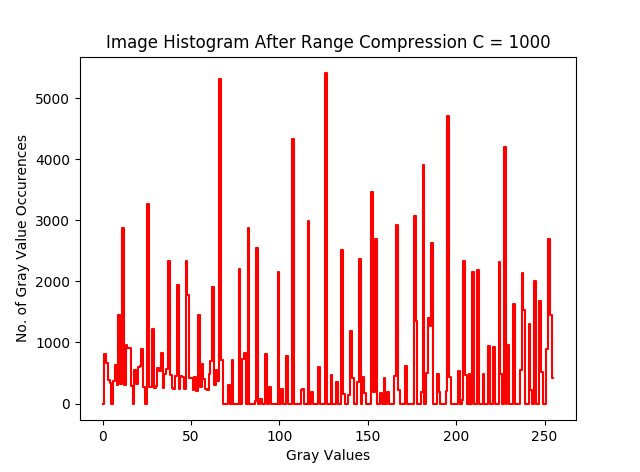 Image Histogram After Range Compression C = 1000
No. of Gray Value Occurences
5000
4000
3000
2000
1000
0
0 50 100 150 200 250
Gray Values